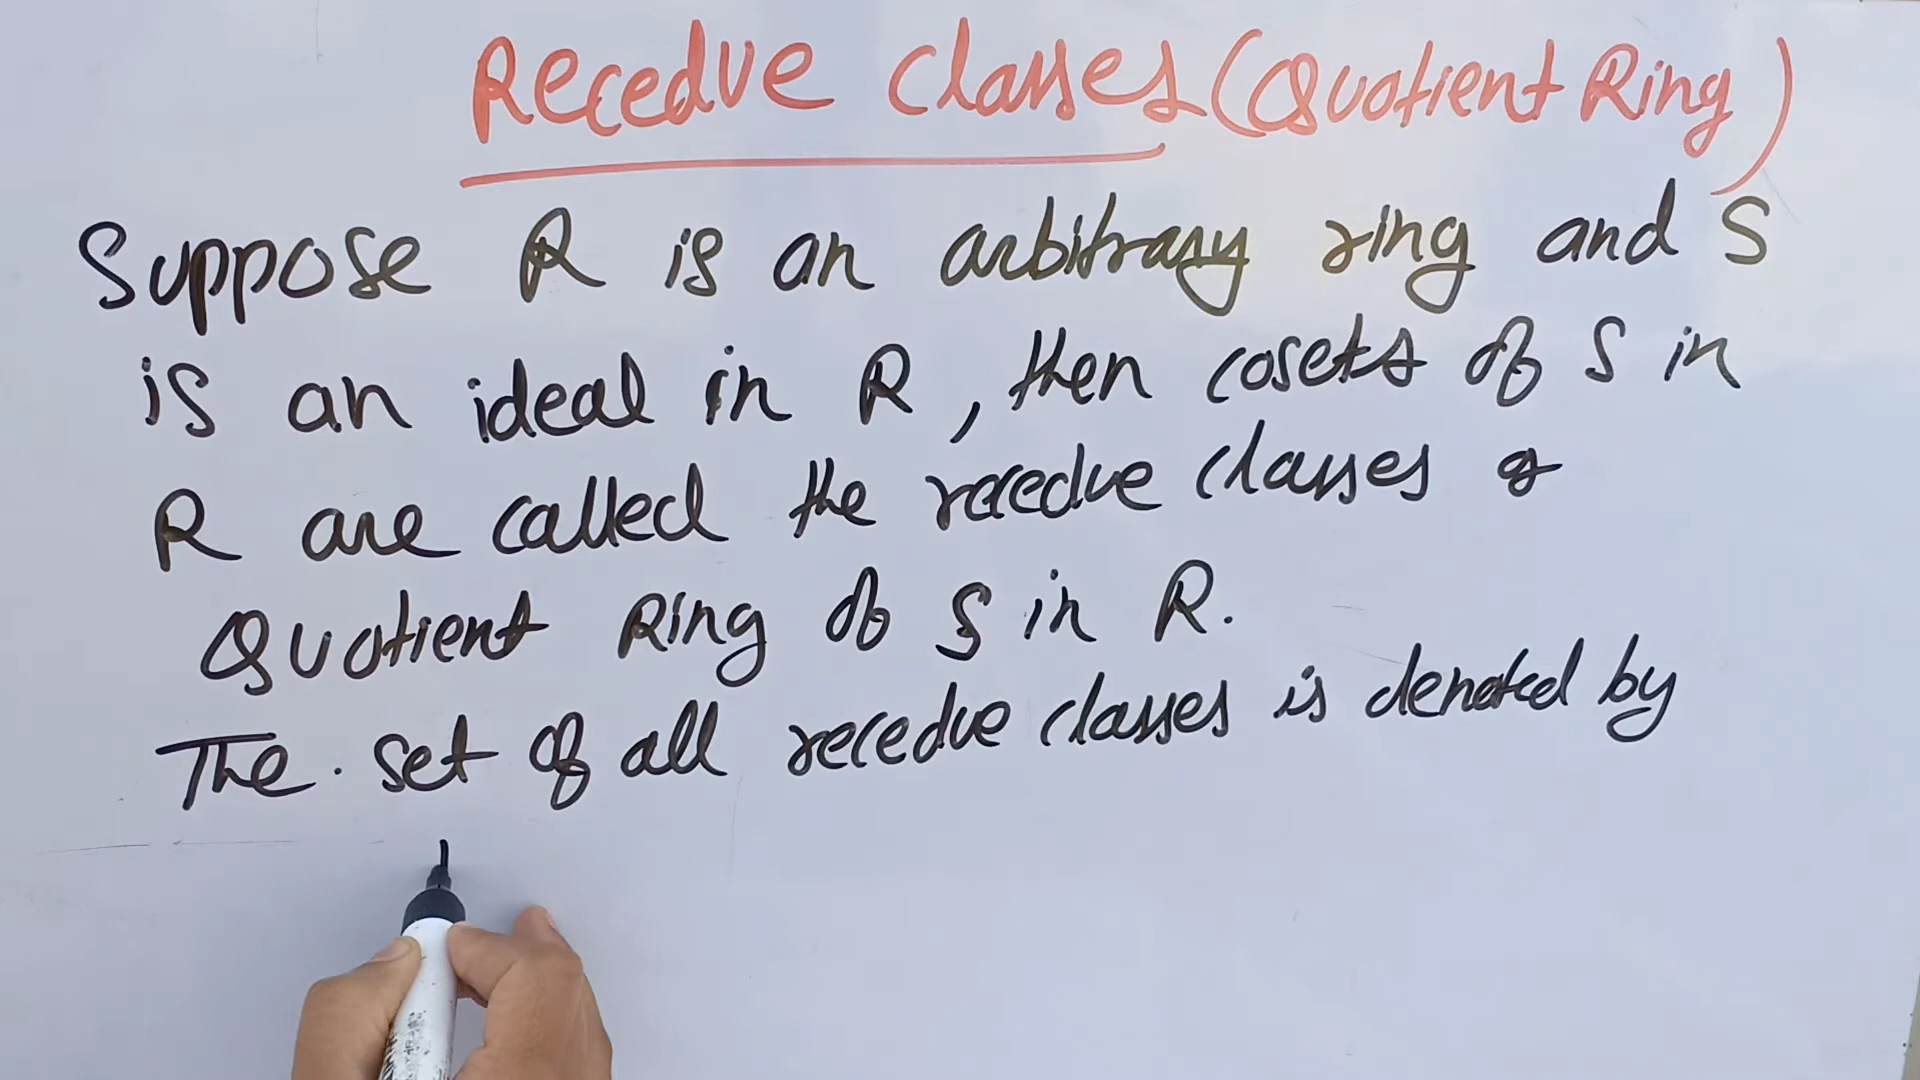 Recedue Classes (Quotient Ring)
Suppose R is an arbitrary ring and S
is an ideal in R, then cosets of S in
R are called the recedue classes or
Quotient Ring of S in R.
The set of all recedue classes is denoted by